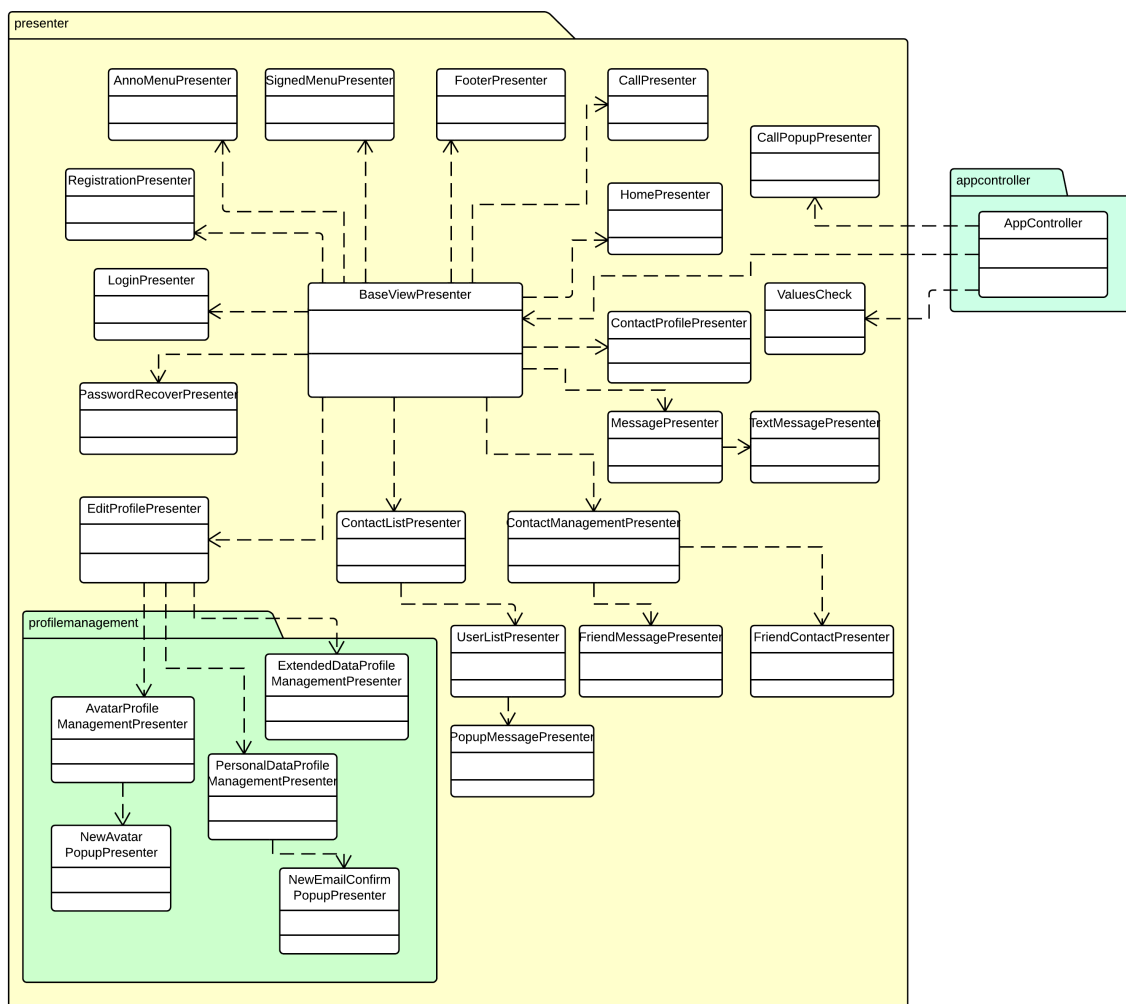 presenter
AnnoMenuPresenter
SignedMenuPresenter
FooterPresenter
CallPresenter
CallPopupPresenter
RegistrationPresenter
HomePresenter
appcontroller
AppController
LoginPresenter
BaseViewPresenter
ValuesCheck
ContactProfilePresenter
PasswordRecoverPresenter
MessagePresenter
TextMessagePresenter
EditProfilePresenter
ContactListPresenter
ContactManagementPresenter
profilemanagement
UserListPresenter
FriendMessagePresenter
FriendContactPresenter
ExtendedDataProfile
ManagementPresenter
AvatarProfile
ManagementPresenter
PopupMessagePresenter
PersonalDataProfile
ManagementPresenter
NewAvatar
PopupPresenter
NewEmailConfirm
PopupPresenter